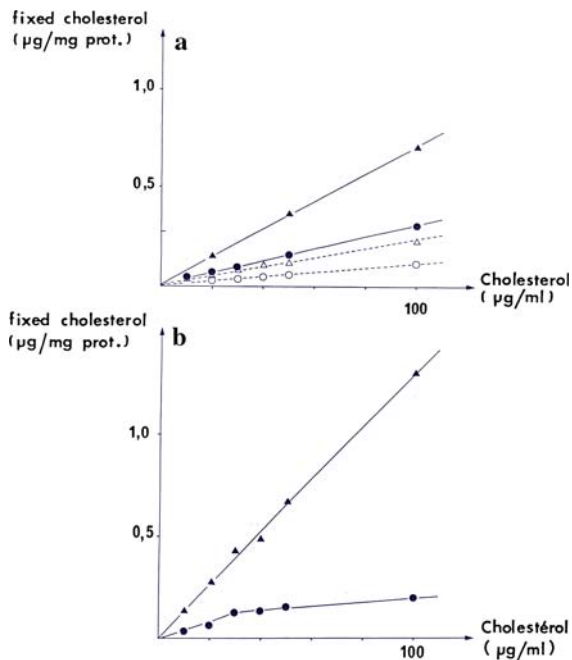 fixed cholesterol
(µg/mg prot.)
a
1,0
0,5
Cholesterol
(µg/ml)
100
fixed cholesterol
(µg/mg prot.)
b
1,0
0,5
Cholestérol
(µg/ml)
100